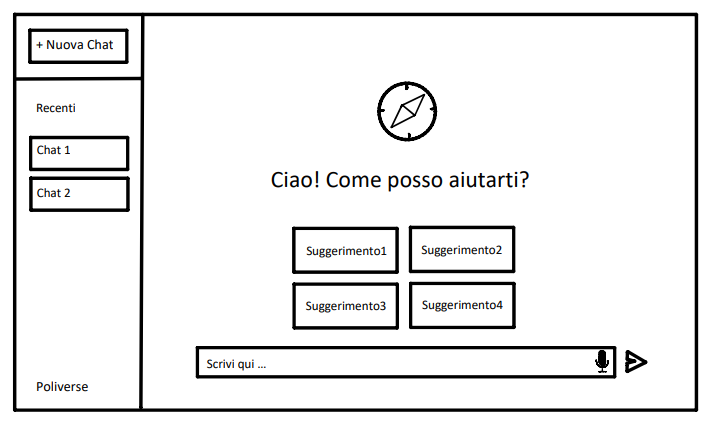 + Nuova Chat
Recenti
Chat 1
Chat 2
Poliverse
Ciao! Come posso aiutarti?
Suggerimento1
Suggerimento2
Suggerimento3
Suggerimento4
Scrivi qui ...